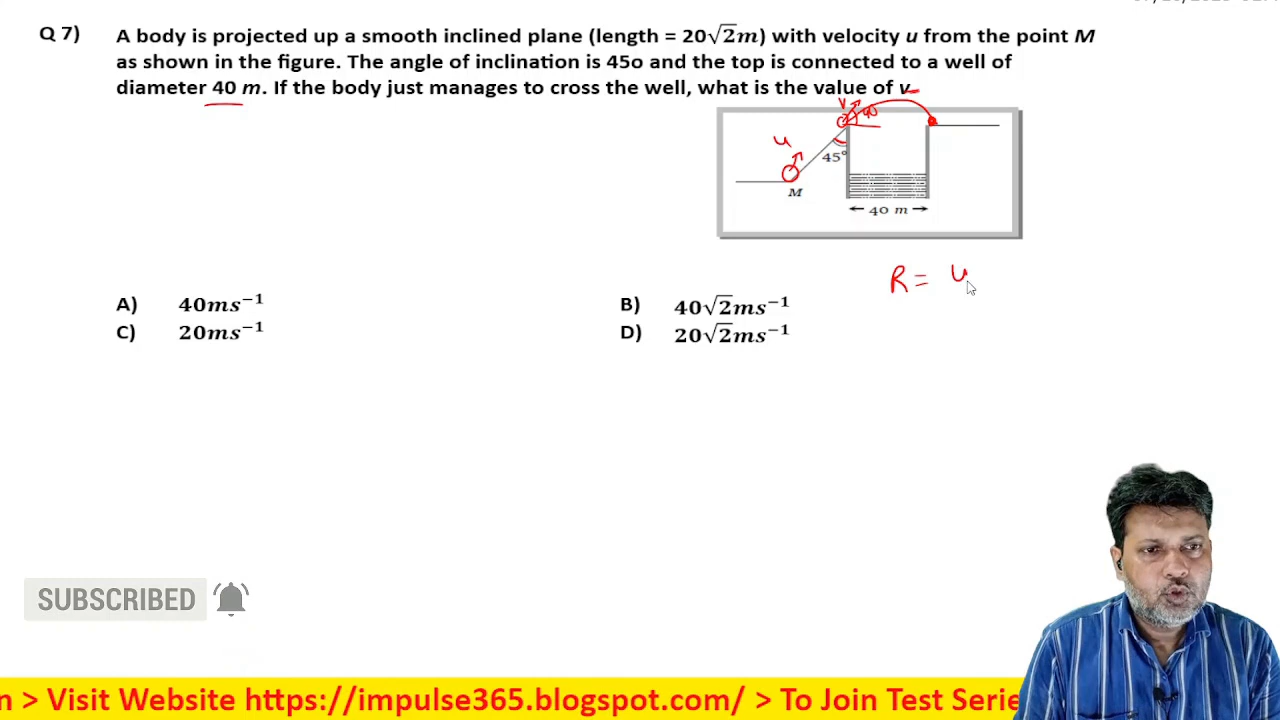 Q 7) A body is projected up a smooth inclined plane (length = 20√2m) with velocity u from the point M
as shown in the figure. The angle of inclination is 45o and the top is connected to a well of
diameter 40 m. If the body just manages to cross the well, what is the value of v
v
40
u
45°
M
40 m
R = u
A) 40ms⁻¹
B) 40√2ms⁻¹
C) 20ms⁻¹
D) 20√2ms⁻¹
SUBSCRIBED
n > Visit Website https://impulse365.blogspot.com/ > To Join Test Serie